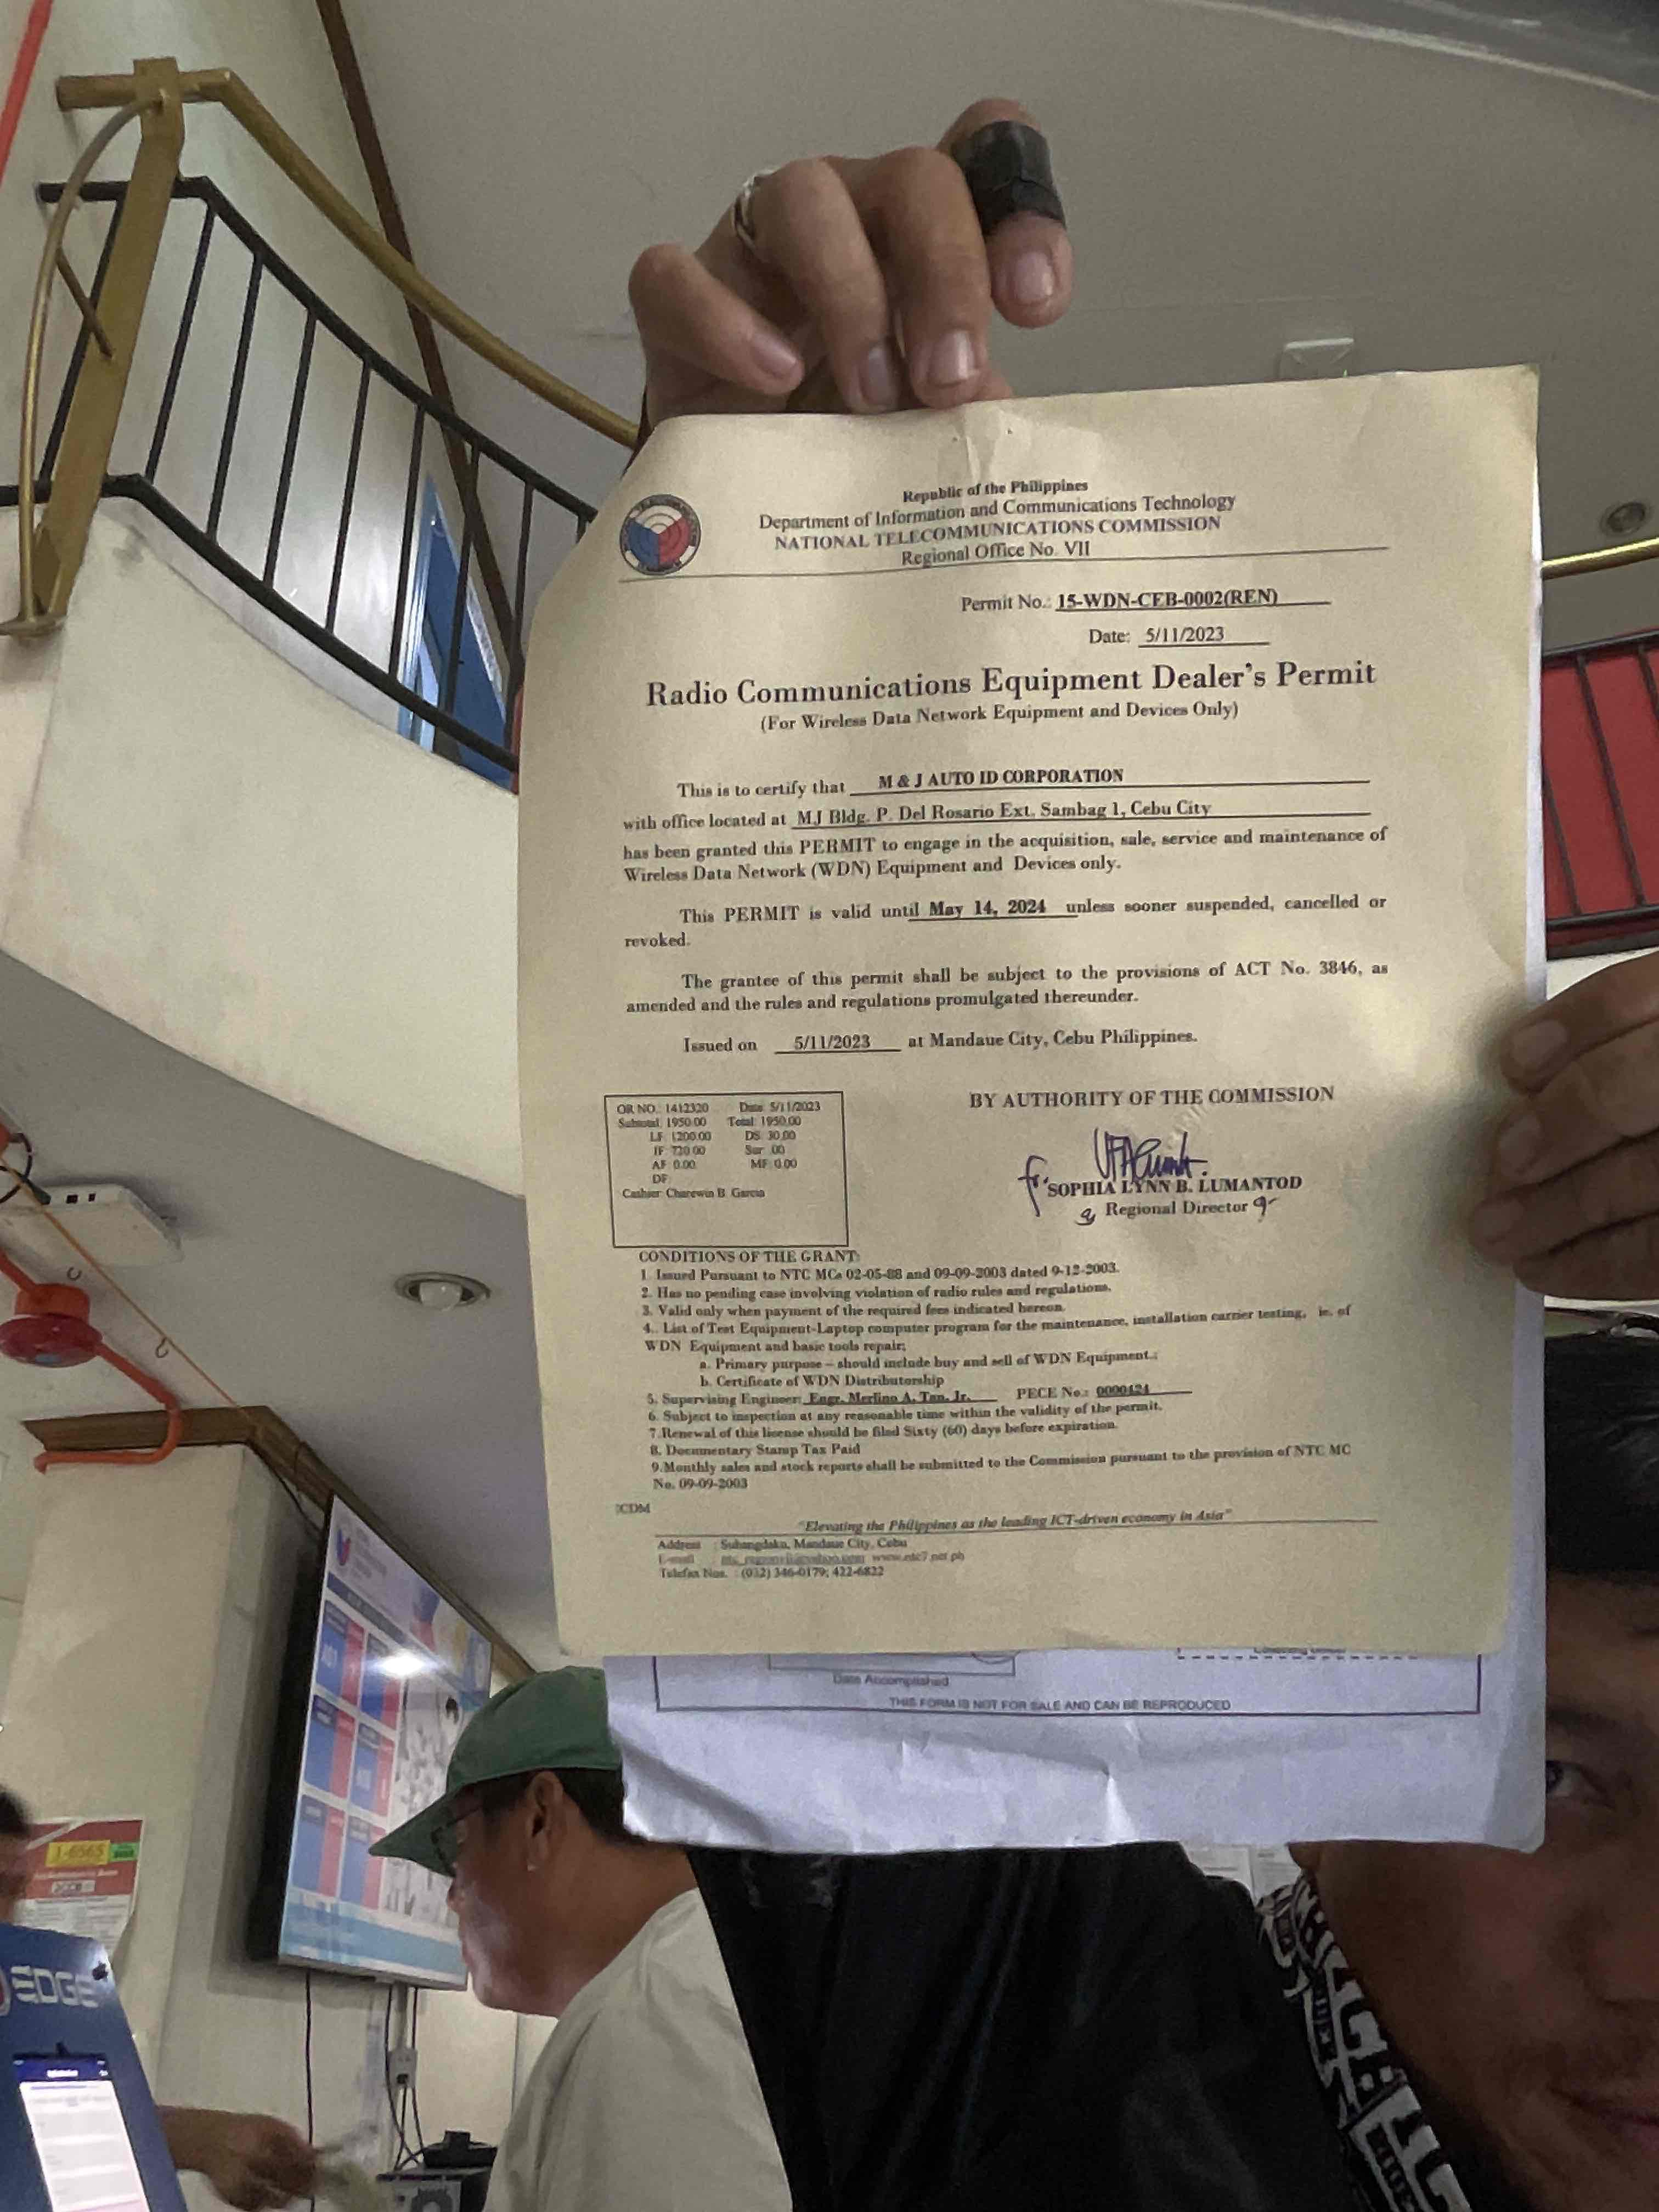 Republic of the Philippines
Department of Information and Communications Technology
NATIONAL TELECOMMUNICATIONS COMMISSION
Regional Office No. VII
Permit No.: 15-WDN-CEB-0002(REN)
Date: 5/11/2023
Radio Communications Equipment Dealer's Permit
(For Wireless Data Network Equipment and Devices Only)
This is to certify that M & J AUTO ID CORPORATION
with office located at MJ Bldg. P. Del Rosario Ext. Sambag 1, Cebu City
has been granted this PERMIT to engage in the acquisition, sale, service and maintenance of
Wireless Data Network (WDN) Equipment and Devices only.
This PERMIT is valid until May 14, 2024 unless sooner suspended, cancelled or
revoked.
The grantee of this permit shall be subject to the provisions of ACT No. 3846, as
amended and the rules and regulations promulgated thereunder.
Issued on 5/11/2023 at Mandaue City, Cebu Philippines.
OR NO.: 1412320 Date: 5/11/2023
Subtotal: 1950.00 Total: 1950.00
LF: 1200.00 DS: 30.00
IF: 720.00 Sur: .00
AF: 0.00 MF: 0.00
DF:
Cashier: Charewin B. Garcia
BY AUTHORITY OF THE COMMISSION
SOPHIA LYNN B. LUMANTOD
Regional Director
CONDITIONS OF THE GRANT:
1. Issued Pursuant to NTC MCs 02-05-88 and 09-09-2003 dated 9-12-2003.
2. Has no pending case involving violation of radio rules and regulations.
3. Valid only when payment of the required fees indicated hereon.
4.. List of Test Equipment-Laptop computer program for the maintenance, installation carrier testing, ie. of
WDN Equipment and basic tools repair;
a. Primary purpose – should include buy and sell of WDN Equipment.;
b. Certificate of WDN Distributorship
5. Supervising Engineer: Engr. Merlino A. Tan, Jr. PECE No.: 0000424
6. Subject to inspection at any reasonable time within the validity of the permit.
7.Renewal of this license should be filed Sixty (60) days before expiration.
8. Documentary Stamp Tax Paid
9.Monthly sales and stock reports shall be submitted to the Commission pursuant to the provision of NTC MC
No. 09-09-2003
CDM
"Elevating the Philippines as the leading ICT-driven economy in Asia"
Address : Subangdaku, Mandaue City, Cebu
E-mail : www.ntc7.net.ph
Telefax Nos. : (032) 346-0179; 422-6822
Date Accomplished
THIS FORM IS NOT FOR SALE AND CAN BE REPRODUCED
1-6565
EDGE